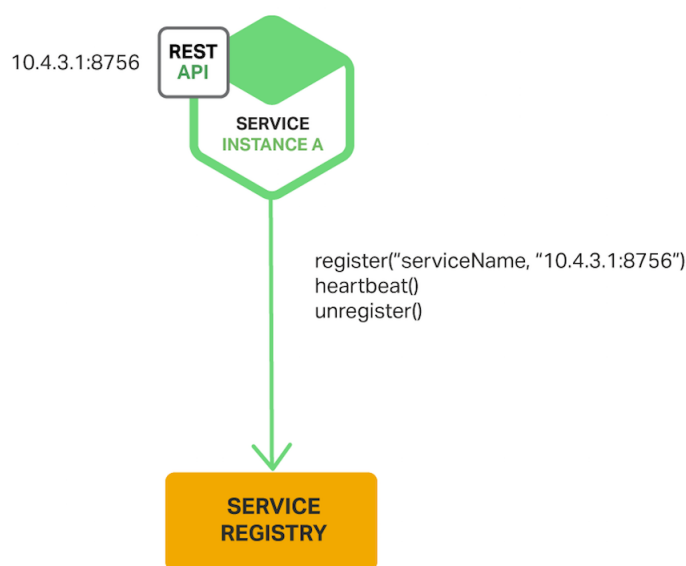 10.4.3.1:8756
REST
API
SERVICE
INSTANCE A
register(“serviceName, “10.4.3.1:8756”)
heartbeat()
unregister()
SERVICE
REGISTRY